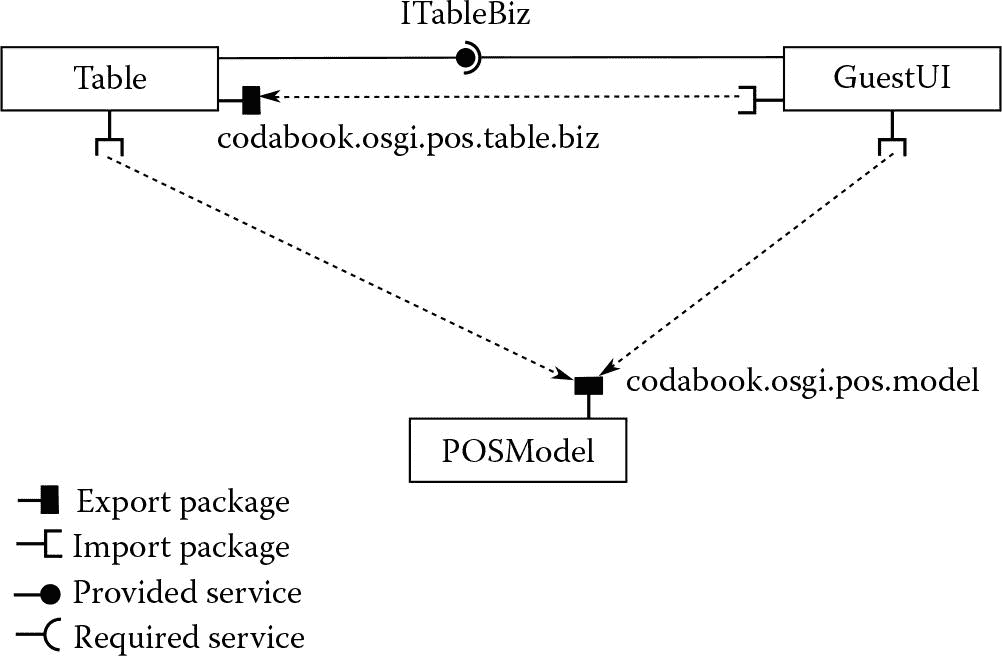 ITableBiz
Table
GuestUI
codabook.osgi.pos.table.biz
codabook.osgi.pos.model
POSModel
Export package
Import package
Provided service
Required service